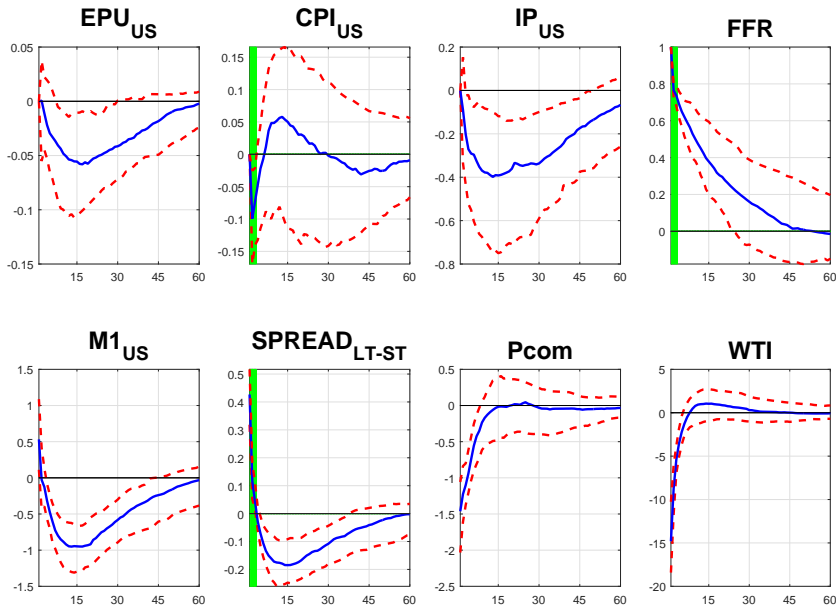 EPU_US CPI_US IP_US FFR
0.05 0 -0.05 -0.1 -0.15
15 30 45 60
0.15 0.1 0.05 0 0.05 -0.1 -0.15
15 30 45 60
0.2 0 -0.2 -0.4 -0.6 -0.8
15 30 45 60
1 0.8 0.6 0.4 0.2 0
15 30 45 60
M1_US SPREAD_LT-ST Pcom WTI
1.5 1 0.5 0 -0.5 -1 -1.5
15 30 45 60
0.5 0.4 0.3 0.2 0.1 0 -0.1 -0.2
15 30 45 60
0.5 0 -0.5 -1 -1.5 -2 -2.5
15 30 45 60
5 0 -5 -10 -15 -20
15 30 45 60